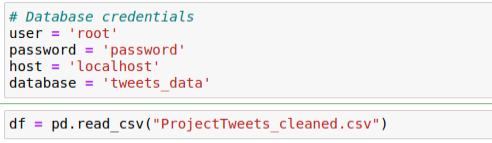 # Database credentials
user = 'root'
password = 'password'
host = 'localhost'
database = 'tweets_data'
df = pd.read_csv("ProjectTweets_cleaned.csv")